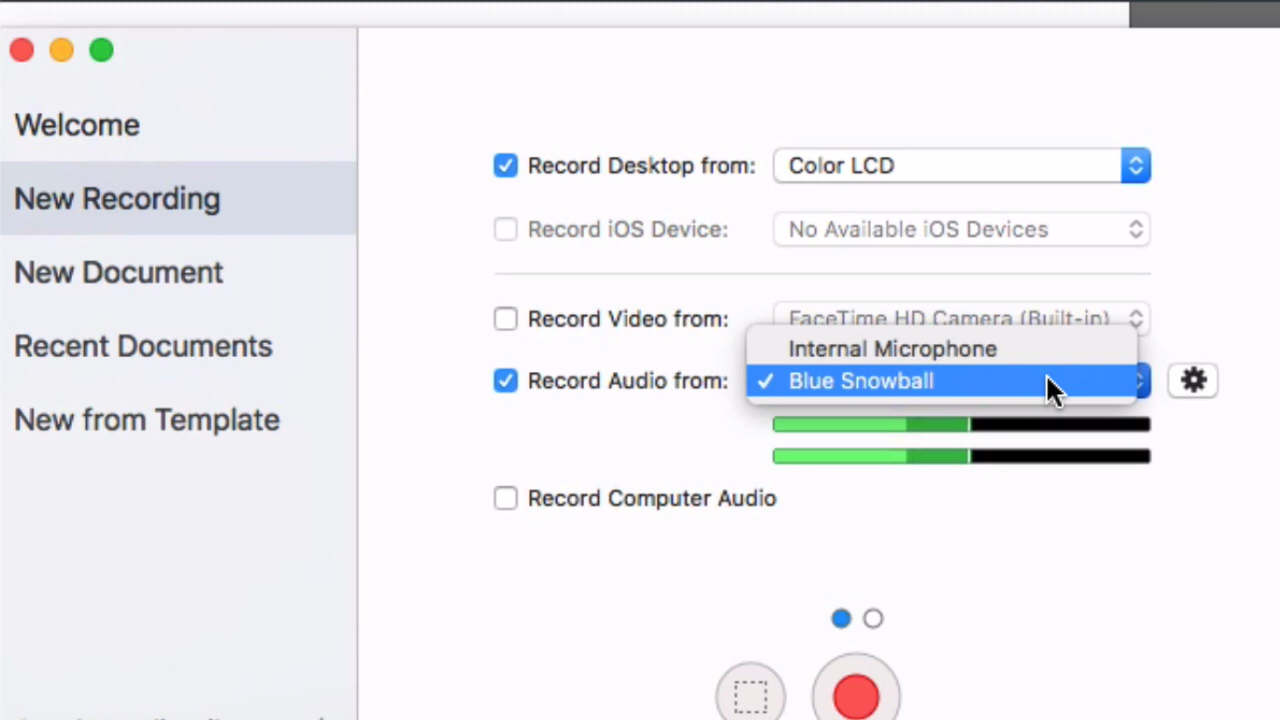 Welcome
New Recording
New Document
Recent Documents
New from Template
Record Desktop from: Color LCD
Record iOS Device: No Available iOS Devices
Record Video from: FaceTime HD Camera (Built-in)
Internal Microphone
Record Audio from: ✓ Blue Snowball
Record Computer Audio